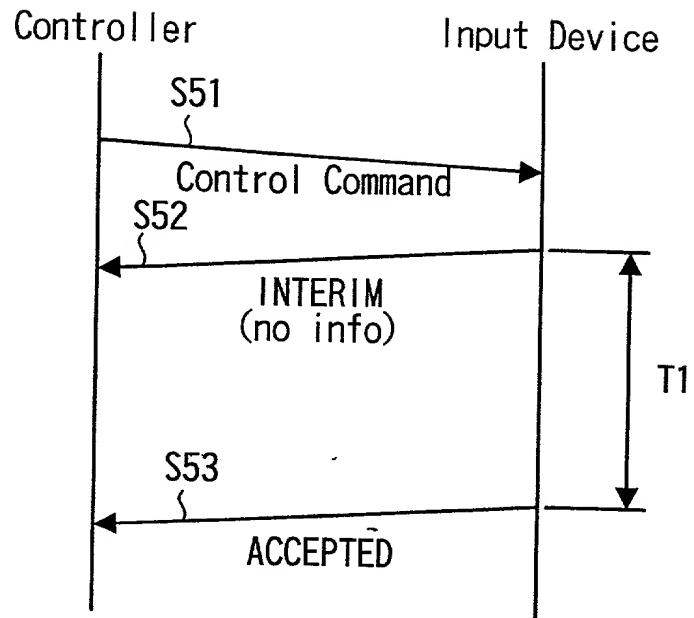 Controller
Input Device
S51
Control Command
S52
INTERIM
(no info)
T1
S53
ACCEPTED